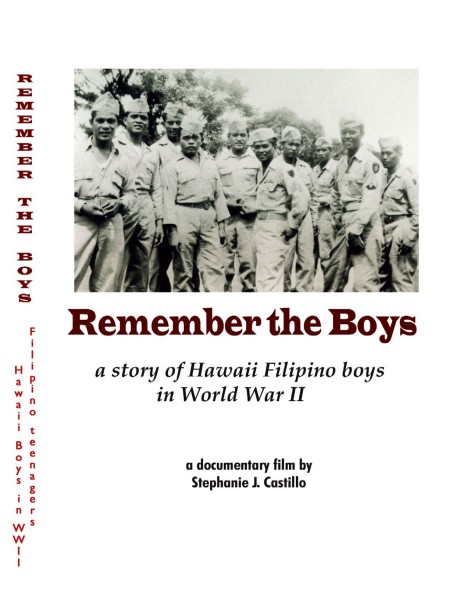 REMEMBER THE BOYS
Filipino teenagers
Hawaii Boys in WWII
Remember the Boys
a story of Hawaii Filipino boys
in World War II
a documentary film by
Stephanie J. Castillo